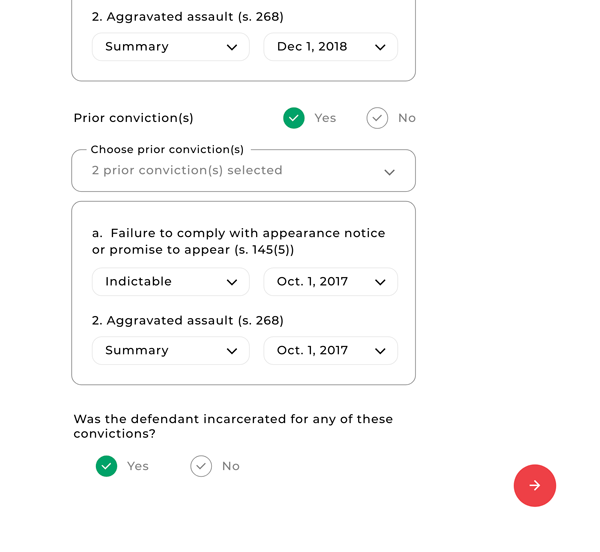 2. Aggravated assault (s. 268)
Summary Dec 1, 2018
Prior conviction(s) Yes No
Choose prior conviction(s)
2 prior conviction(s) selected
a. Failure to comply with appearance notice
or promise to appear (s. 145(5))
Indictable Oct. 1, 2017
2. Aggravated assault (s. 268)
Summary Oct. 1, 2017
Was the defendant incarcerated for any of these
convictions?
Yes No